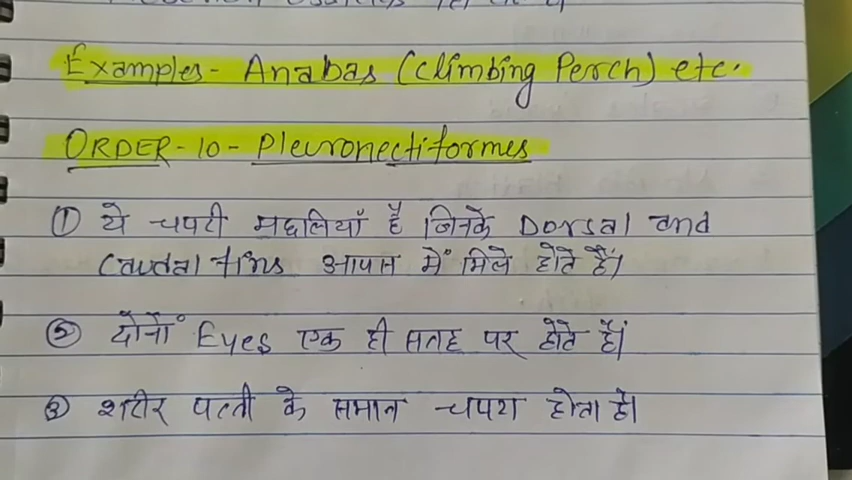 Examples - Anabas (Climbing Perch) etc.
ORDER - 10 - Pleuronectiformes
① ये चपटी मछलियाँ है जिनके Dorsal and
Caudal fins आपस में मिले होते हैं।
② दोनों Eyes एक ही सतह पर होते हैं।
③ शरीर पत्ती के समान चपटा होता है।